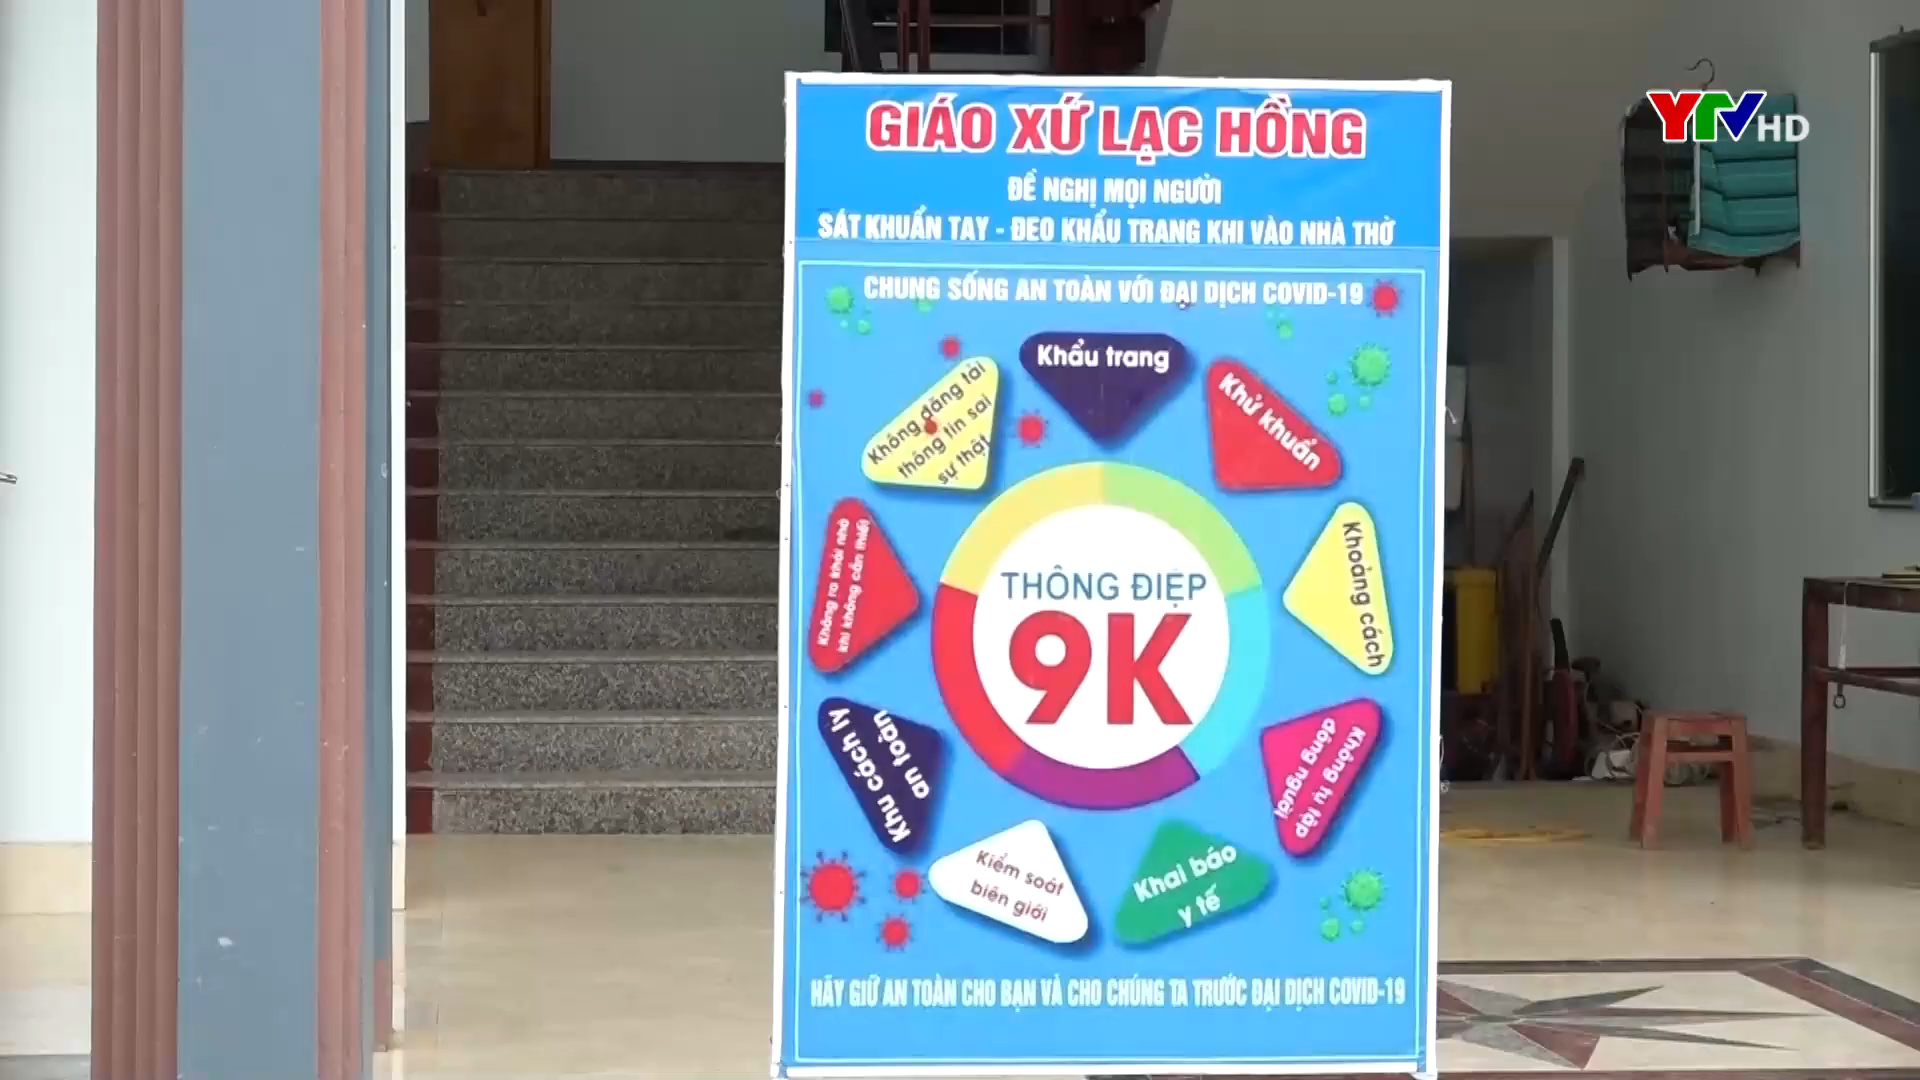 YTV HD
GIÁO XỨ LẠC HỒNG
ĐỀ NGHỊ MỌI NGƯỜI
SÁT KHUẨN TAY - ĐEO KHẨU TRANG KHI VÀO NHÀ THỜ
CHUNG SỐNG AN TOÀN VỚI ĐẠI DỊCH COVID-19
Khẩu trang
Khử khuẩn
Khoảng cách
Không tụ tập
đông người
Khai báo
y tế
Kiểm soát
biên giới
Khu cách ly
an toàn
Không ra khỏi nhà
khi không cần thiết
Không đăng tải
thông tin sai
sự thật
THÔNG ĐIỆP
9K
HÃY GIỮ AN TOÀN CHO BẠN VÀ CHO CHÚNG TA TRƯỚC ĐẠI DỊCH COVID-19